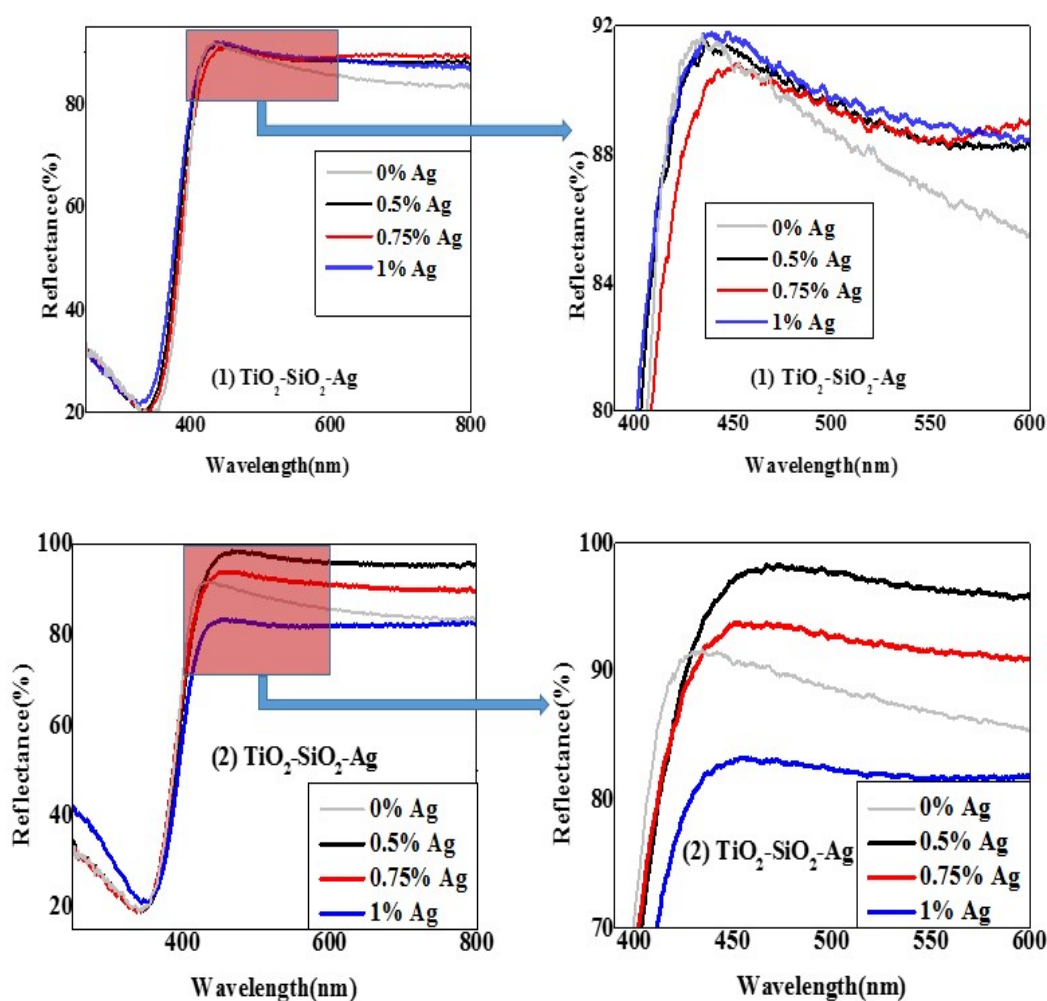 80
60
40
20
400
600
800
Reflectance(%)
Wavelength(nm)
0% Ag
0.5% Ag
0.75% Ag
1% Ag
(1) TiO₂-SiO₂-Ag
92
88
84
80
400
450
500
550
600
Reflectance(%)
Wavelength(nm)
0% Ag
0.5% Ag
0.75% Ag
1% Ag
(1) TiO₂-SiO₂-Ag
100
80
60
40
20
400
600
800
Reflectance(%)
Wavelength(nm)
(2) TiO₂-SiO₂-Ag
0% Ag
0.5% Ag
0.75% Ag
1% Ag
100
90
80
70
400
450
500
550
600
Reflectance(%)
Wavelength(nm)
0% Ag
0.5% Ag
0.75% Ag
1% Ag
(2) TiO₂-SiO₂-Ag